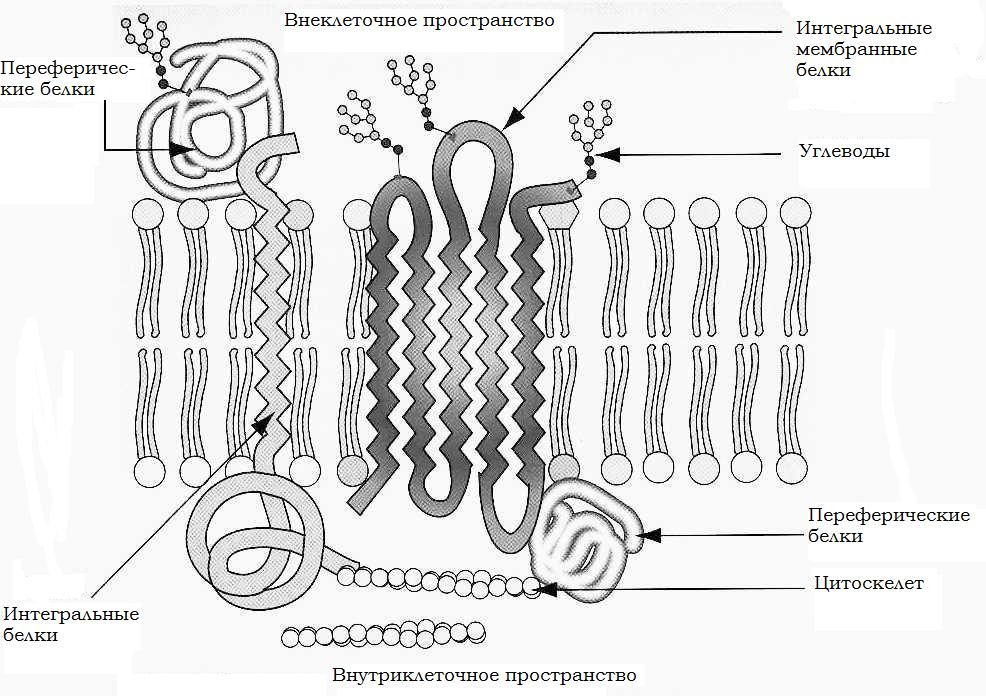 Внеклеточное пространство
Интегральные
мембранные
белки
Переферичес-
кие белки
Углеводы
Переферические
белки
Цитоскелет
Интегральные
белки
Внутриклеточное пространство